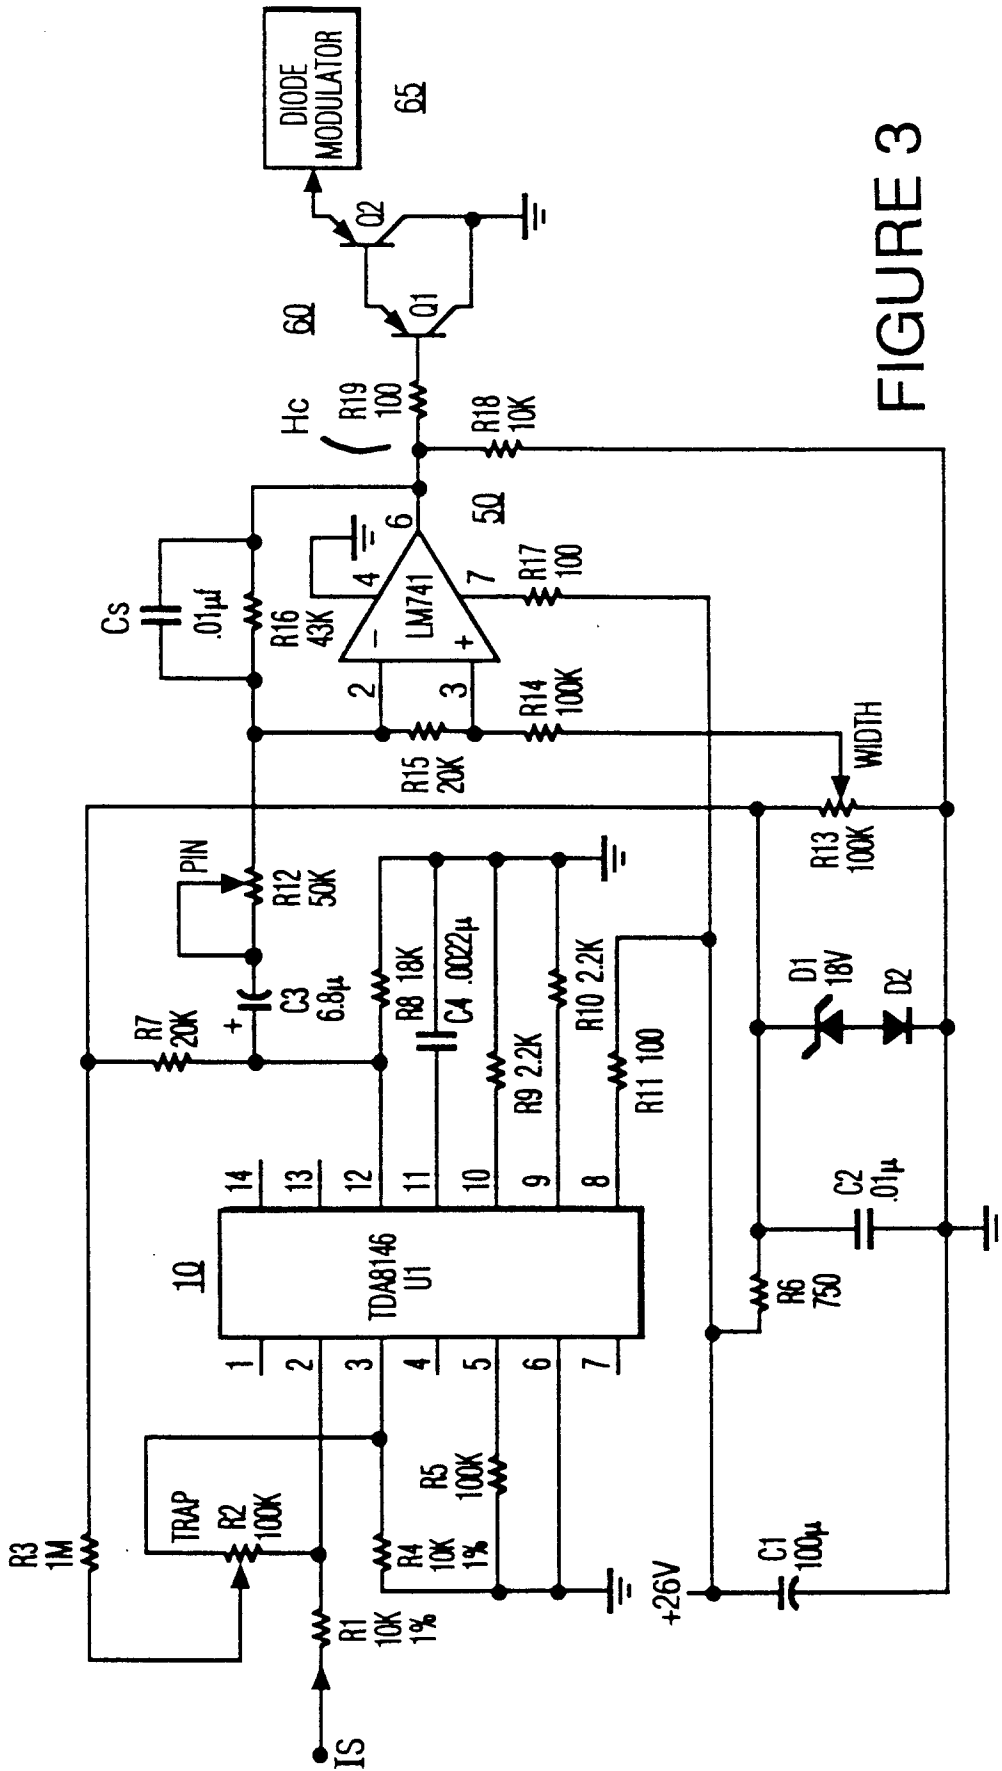 DIODE
MODULATOR
65
Q2
60
Q1
Hc
R19
100
R18
10K
50
Cs
.01µf
R16
43K
4
6
LM741
−
+
7
R17
100
2
3
R15
20K
R14
100K
WIDTH
R13
100K
PIN
R12
50K
R7
20K
+
C3
6.8µ
R8 18K
C4 .0022µ
R9 2.2K
R10 2.2K
R11 100
D1
18V
D2
C2
.01µ
R6
750
10
TDA8146
U1
14
13
12
11
10
9
8
1
2
3
4
5
6
7
R3
1M
TRAP
R2
100K
R1
10K
1%
R4
10K
1%
R5
100K
+26V
C1
100µ
IS
FIGURE 3